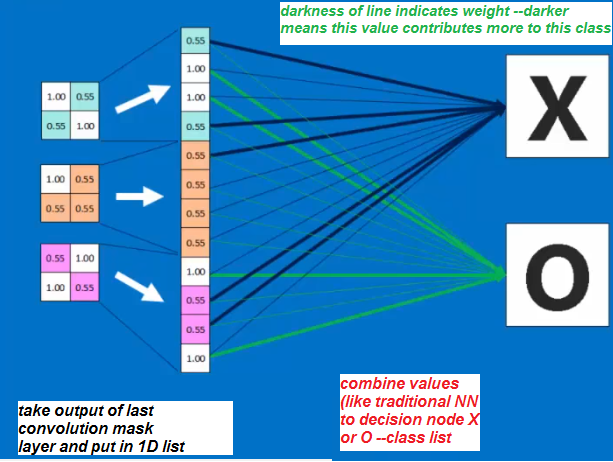 darkness of line indicates weight --darker
means this value contributes more to this class
1.00 0.55
0.55 1.00
1.00 0.55
0.55 0.55
0.55 1.00
1.00 0.55
0.55
1.00
1.00
0.55
0.55
0.55
0.55
0.55
1.00
0.55
0.55
1.00
X
O
take output of last
convolution mask
layer and put in 1D list
combine values
(like traditional NN
to decision node X
or O --class list